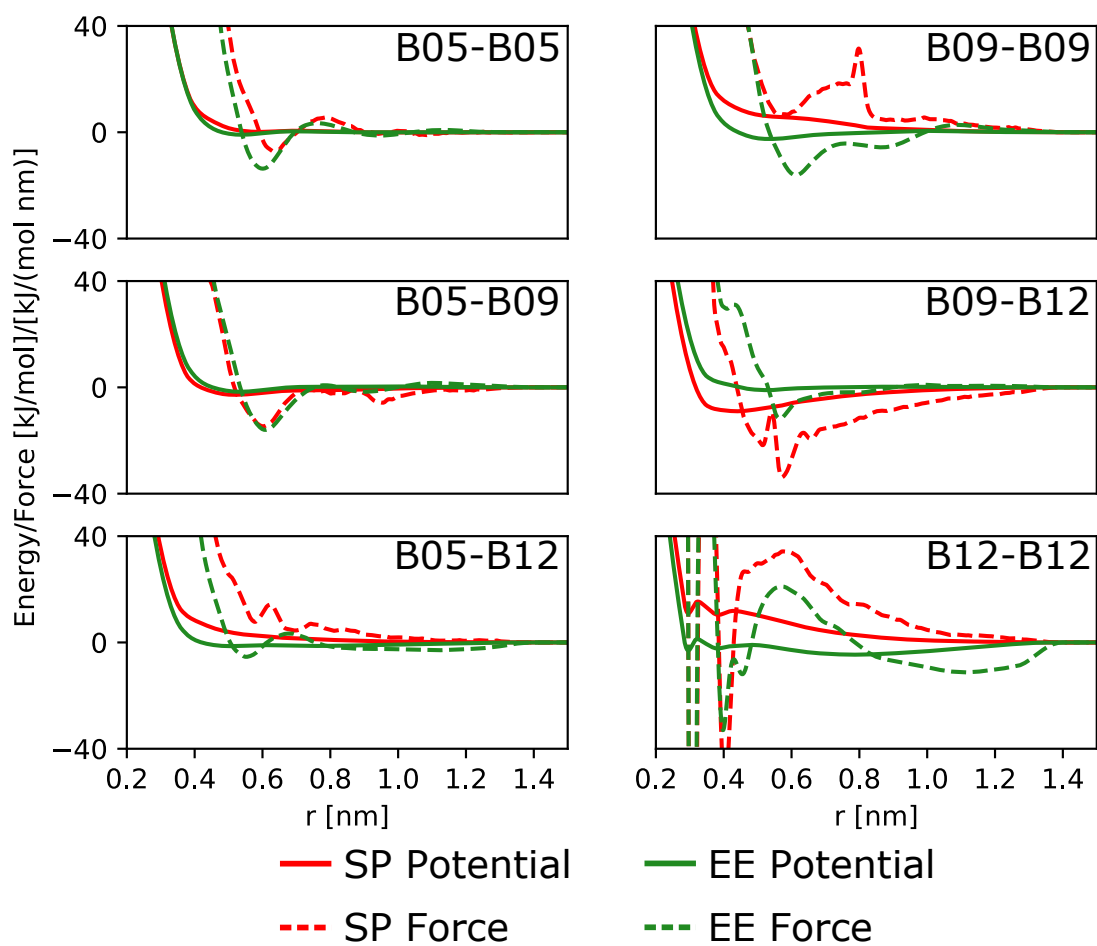 Energy/Force [kJ/mol]/[kJ/(mol nm)]
40
0
−40
B05-B05
B09-B09
40
0
−40
B05-B09
B09-B12
40
0
−40
B05-B12
B12-B12
0.2 0.4 0.6 0.8 1.0 1.2 1.4
0.2 0.4 0.6 0.8 1.0 1.2 1.4
r [nm]
r [nm]
SP Potential
EE Potential
SP Force
EE Force